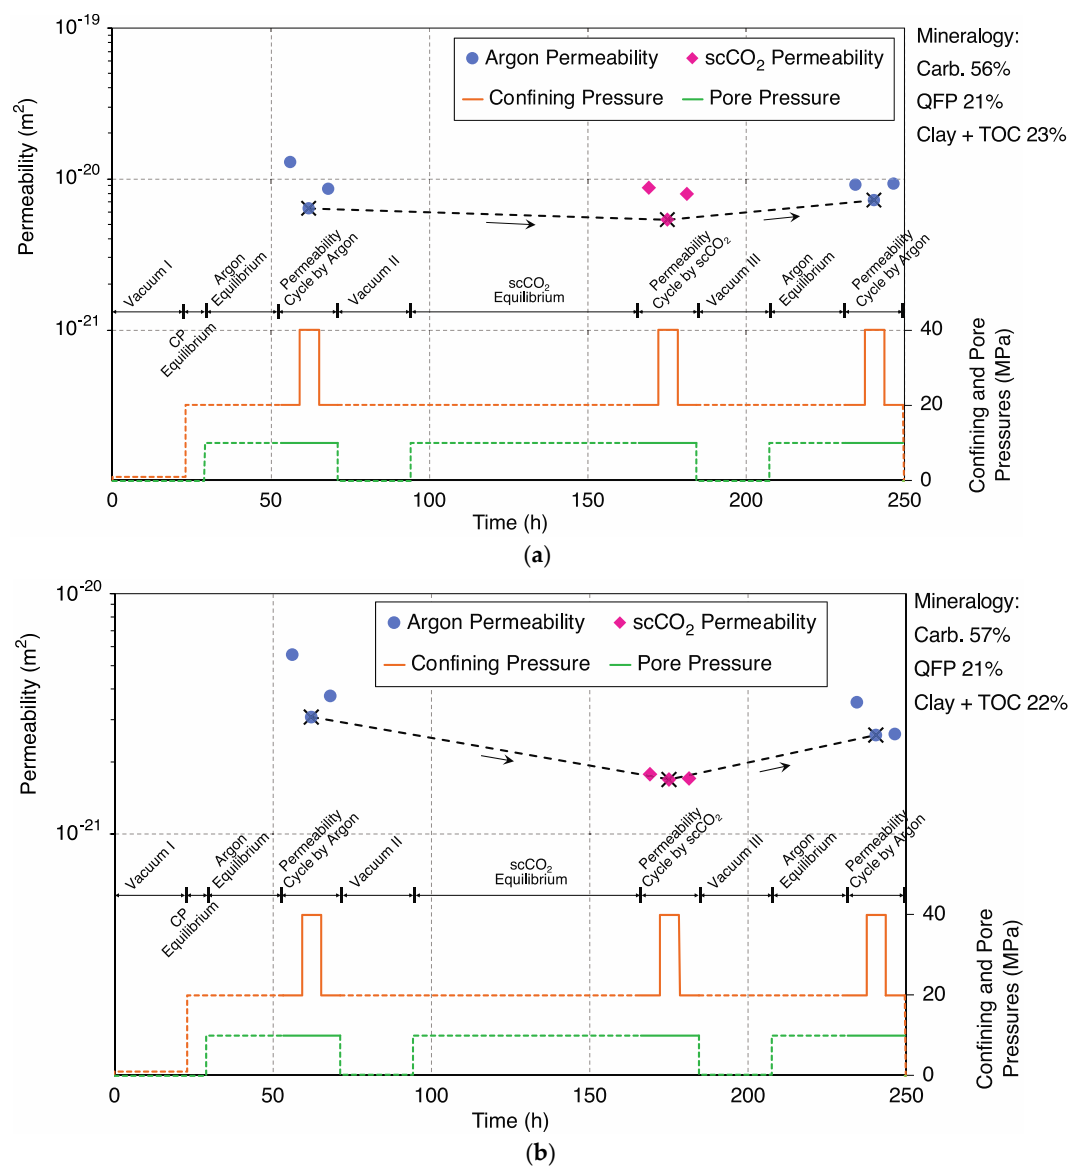 10-19
Argon Permeability
scCO2 Permeability
Confining Pressure
Pore Pressure
Mineralogy:
Carb. 56%
QFP 21%
Clay + TOC 23%
Permeability (m2)
10-20
10-21
Vacuum I
CP
Equilibrium
Argon
Equilibrium
Permeability
Cycle by Argon
Vacuum II
scCO2
Equilibrium
Permeability
Cycle by scCO2
Vacuum III
Argon
Equilibrium
Permeability
Cycle by Argon
40
20
0
Confining and Pore
Pressures (MPa)
0 50 100 150 200 250
Time (h)
(a)
10-20
Argon Permeability
scCO2 Permeability
Confining Pressure
Pore Pressure
Mineralogy:
Carb. 57%
QFP 21%
Clay + TOC 22%
Permeability (m2)
10-21
Vacuum I
CP
Equilibrium
Argon
Equilibrium
Permeability
Cycle by Argon
Vacuum II
scCO2
Equilibrium
Permeability
Cycle by scCO2
Vacuum III
Argon
Equilibrium
Permeability
Cycle by Argon
40
20
0
Confining and Pore
Pressures (MPa)
0 50 100 150 200 250
Time (h)
(b)